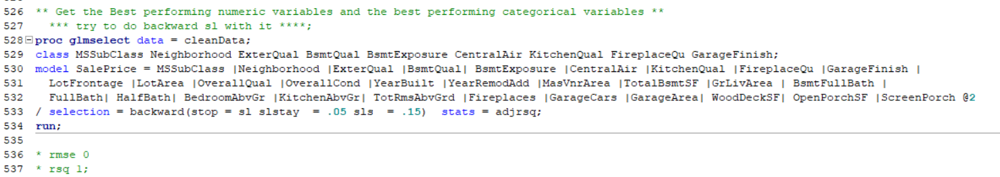 526 ** Get the Best performing numeric variables and the best performing categorical variables **
527 *** try to do backward sl with it ****;
528 proc glmselect data = cleanData;
529 class MSSubClass Neighborhood ExterQual BsmtQual BsmtExposure CentralAir KitchenQual FireplaceQu GarageFinish;
530 model SalePrice = MSSubClass |Neighborhood |ExterQual |BsmtQual| BsmtExposure |CentralAir |KitchenQual |FireplaceQu |GarageFinish |
531 LotFrontage |LotArea |OverallQual |OverallCond |YearBuilt |YearRemodAdd |MasVnrArea |TotalBsmtSF |GrLivArea | BsmtFullBath |
532 FullBath| HalfBath| BedroomAbvGr |KitchenAbvGr| TotRmsAbvGrd |Fireplaces |GarageCars |GarageArea| WoodDeckSF| OpenPorchSF |ScreenPorch @2
533 / selection = backward(stop = sl slstay = .05 sls = .15) stats = adjrsq;
534 run;
535
536 * rmse 0
537 * rsq 1;